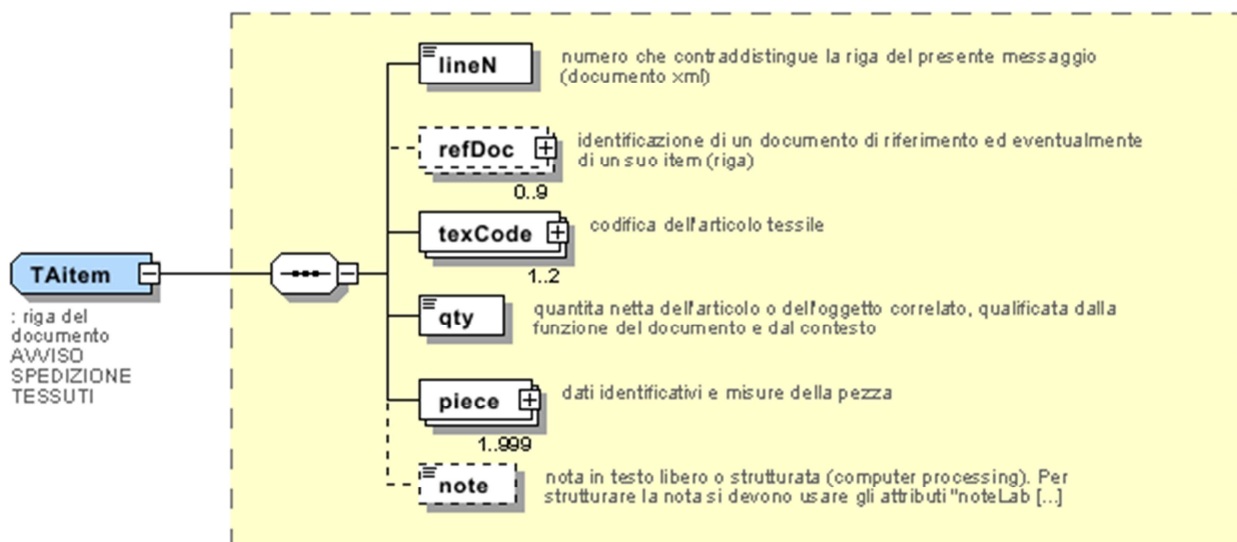 lineN
numero che contraddistingue la riga del presente messaggio
(documento xml)
refDoc
0..9
identificazione di un documento di riferimento ed eventualmente
di un suo item (riga)
texCode
1..2
codifica dell'articolo tessile
TAitem
: riga del
documento
AVVISO
SPEDIZIONE
TESSUTI
qty
quantita netta dell'articolo o dell'oggetto correlato, qualificata dalla
funzione del documento e dal contesto
piece
1..999
dati identificativi e misure della pezza
note
nota in testo libero o strutturata (computer processing). Per
strutturare la nota si devono usare gli attributi "noteLab [...]